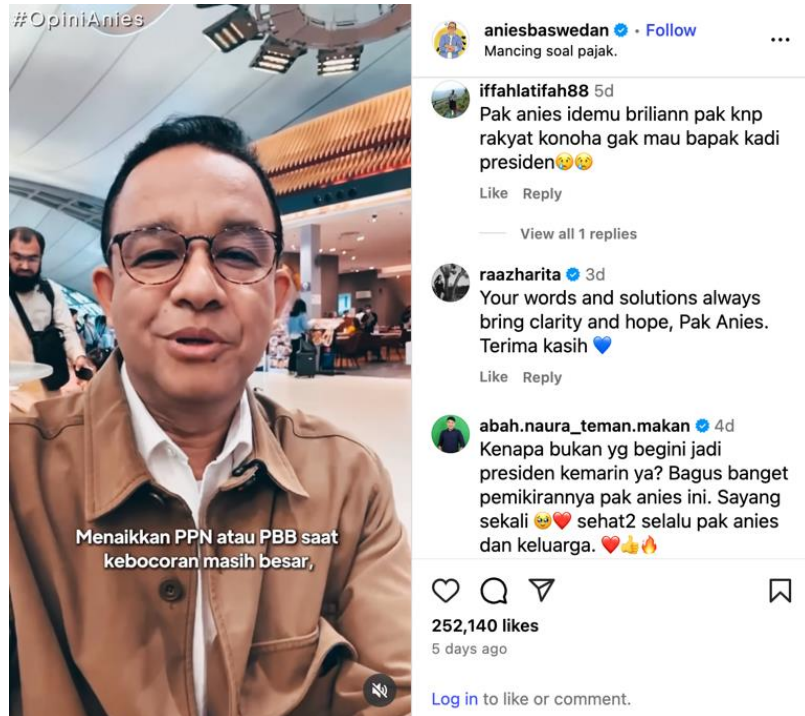 #OpiniAnies
Menaikkan PPN atau PBB saat
kebocoran masih besar,
aniesbaswedan • Follow
Mancing soal pajak.
iffahlatifah88 5d
Pak anies idemu briliann pak knp
rakyat konoha gak mau bapak kadi
presiden😢😢
Like Reply
View all 1 replies
raazharita 3d
Your words and solutions always
bring clarity and hope, Pak Anies.
Terima kasih 💙
Like Reply
abah.naura_teman.makan 4d
Kenapa bukan yg begini jadi
presiden kemarin ya? Bagus banget
pemikirannya pak anies ini. Sayang
sekali 🥹❤️ sehat2 selalu pak anies
dan keluarga. ❤️👍🔥
252,140 likes
5 days ago
Log in to like or comment.